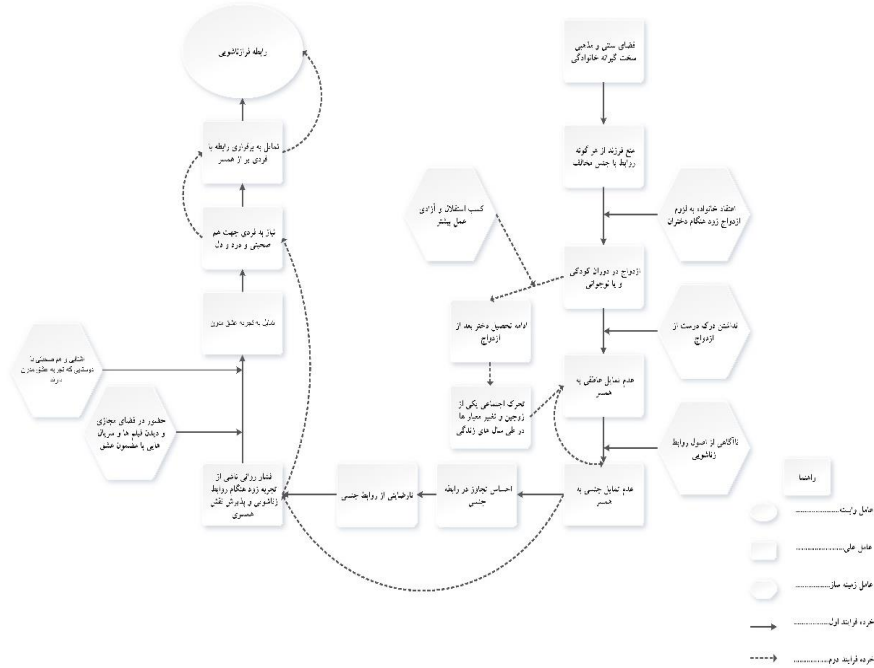 رابطه فرازناشویی
فضای سنتی و مذهبی
سخت گیرانه خانوادگی
تمایل به برقراری رابطه با
فردی بر از همسر
منع فرزند از هر گونه
روابط با جنس مخالف
اعتقاد خانواده به لزوم
ازدواج زود هنگام دختران
کسب استقلال و آزادی
عمل بیشتر
نیاز به فردی جهت هم
صحبتی و درد و دل
ازدواج در دوران کودکی
و یا نوجوانی
نداشتن درک درست از
ازدواج
ادامه تحصیل دختر بعد از
ازدواج
تمایل به تجربه عشق مدرن
آشنایی و هم صحبتی با
دوستانی که تجربه عشق مدرن
دارند
عدم تمایل عاطفی به
همسر
تحرک اجتماعی یکی از
زوجین و تغییر معیار ها
در طی سال های زندگی
حضور در فضای مجازی
و دیدن فیلم ها و سریال
هایی با مضمون عشق
ناآگاهی از اصول روابط
زناشویی
فشار روانی ناشی از
تجربه زود هنگام روابط
زناشویی و پذیرش نقش
همسری
نارضایتی از روابط جنسی
احساس تجاوز در رابطه
جنسی
عدم تمایل جنسی به
همسر
راهنما
عامل وابسته....................
عامل علی......................
عامل زمینه ساز................
خرده فرایند اول................
خرده فرایند دوم................